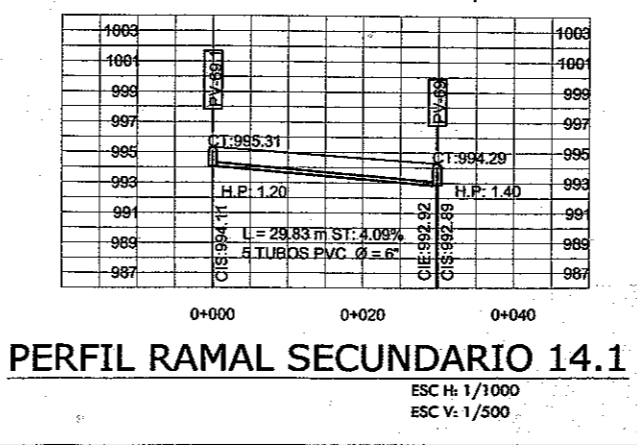 1003 1003
1001 1001
999 PV-69.1 PV-69 999
997 997
CT:995.31
995 CT:994.29 995
993 H.P: 1.20 H.P: 1.40 993
991 991
L = 29.83 m ST: 4.09%
989 989
5 TUBOS PVC Ø = 6"
CIS:994.11 CIE:992.92 CIS:992.89
987 987
0+000 0+020 0+040
PERFIL RAMAL SECUNDARIO 14.1
ESC H: 1/1000
ESC V: 1/500